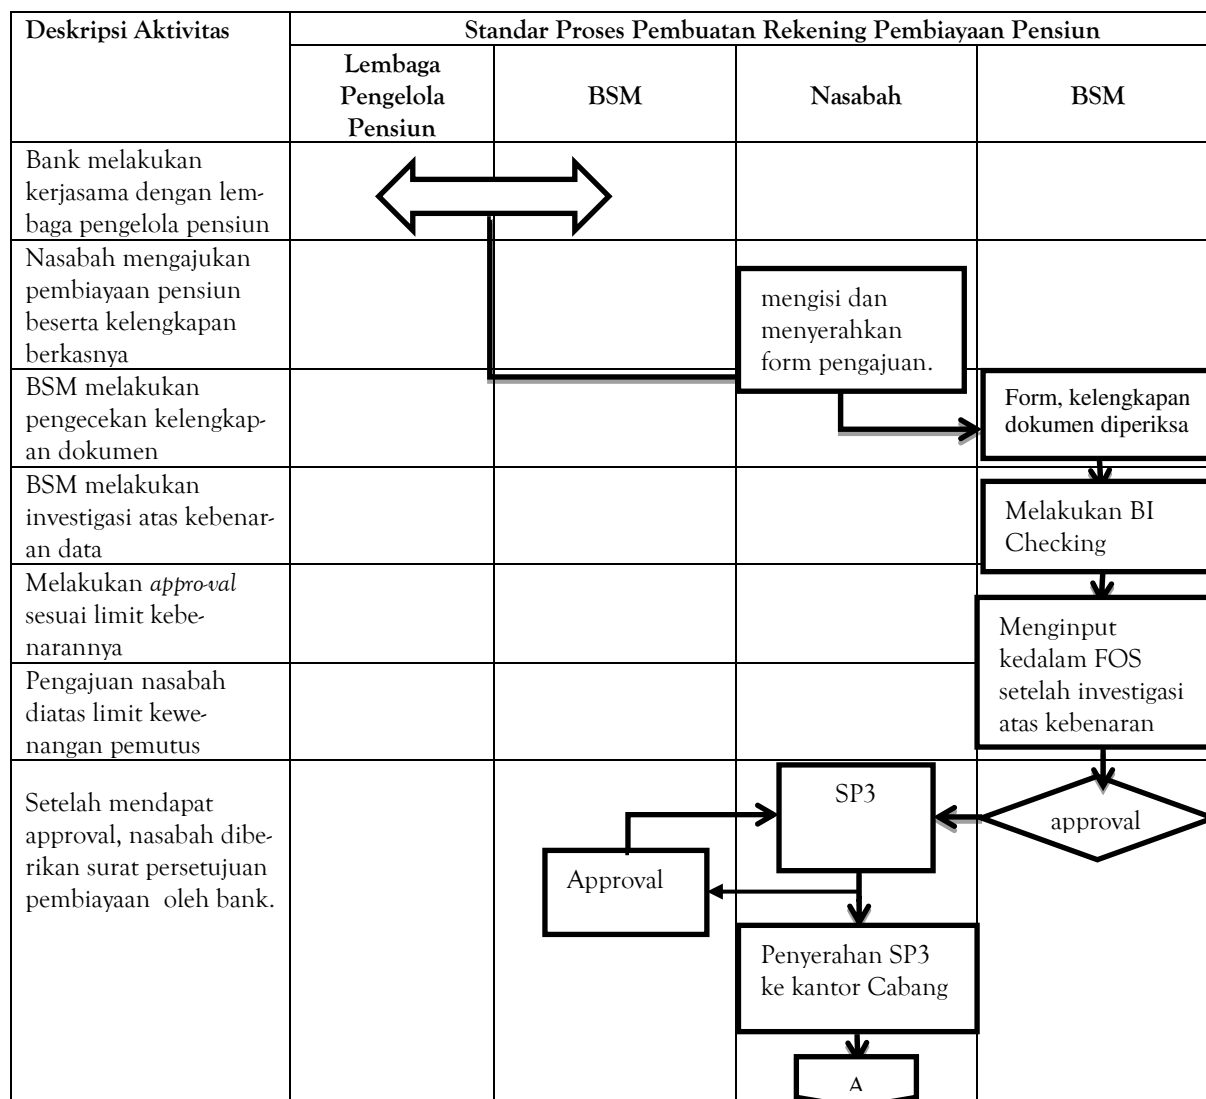 Deskripsi Aktivitas
Standar Proses Pembuatan Rekening Pembiayaan Pensiun
Lembaga
Pengelola
Pensiun
BSM
Nasabah
BSM
Bank melakukan
kerjasama dengan lem-
baga pengelola pensiun
Nasabah mengajukan
pembiayaan pensiun
beserta kelengkapan
berkasnya
mengisi dan
menyerahkan
form pengajuan.
BSM melakukan
pengecekan kelengkap-
an dokumen
Form, kelengkapan
dokumen diperiksa
BSM melakukan
investigasi atas kebenar-
an data
Melakukan BI
Checking
Melakukan approval
sesuai limit kebe-
narannya
Menginput
kedalam FOS
setelah investigasi
atas kebenaran
Pengajuan nasabah
diatas limit kewe-
nangan pemutus
Setelah mendapat
approval, nasabah dibe-
rikan surat persetujuan
pembiayaan oleh bank.
SP3
approval
Approval
Penyerahan SP3
ke kantor Cabang
A